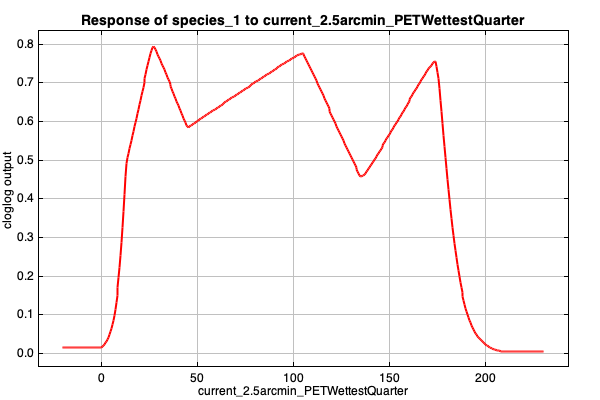 Response of species_1 to current_2.5arcmin_PETWettestQuarter
0.8
0.7
0.6
0.5
0.4
0.3
0.2
0.1
0.0
cloglog output
0 50 100 150 200
current_2.5arcmin_PETWettestQuarter